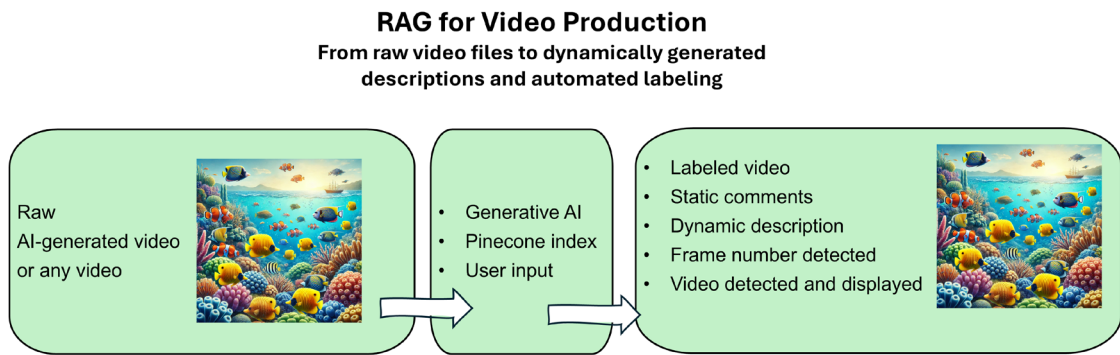 RAG for Video Production
From raw video files to dynamically generated
descriptions and automated labeling
Raw
AI-generated video
or any video
• Generative AI
• Pinecone index
• User input
• Labeled video
• Static comments
• Dynamic description
• Frame number detected
• Video detected and displayed